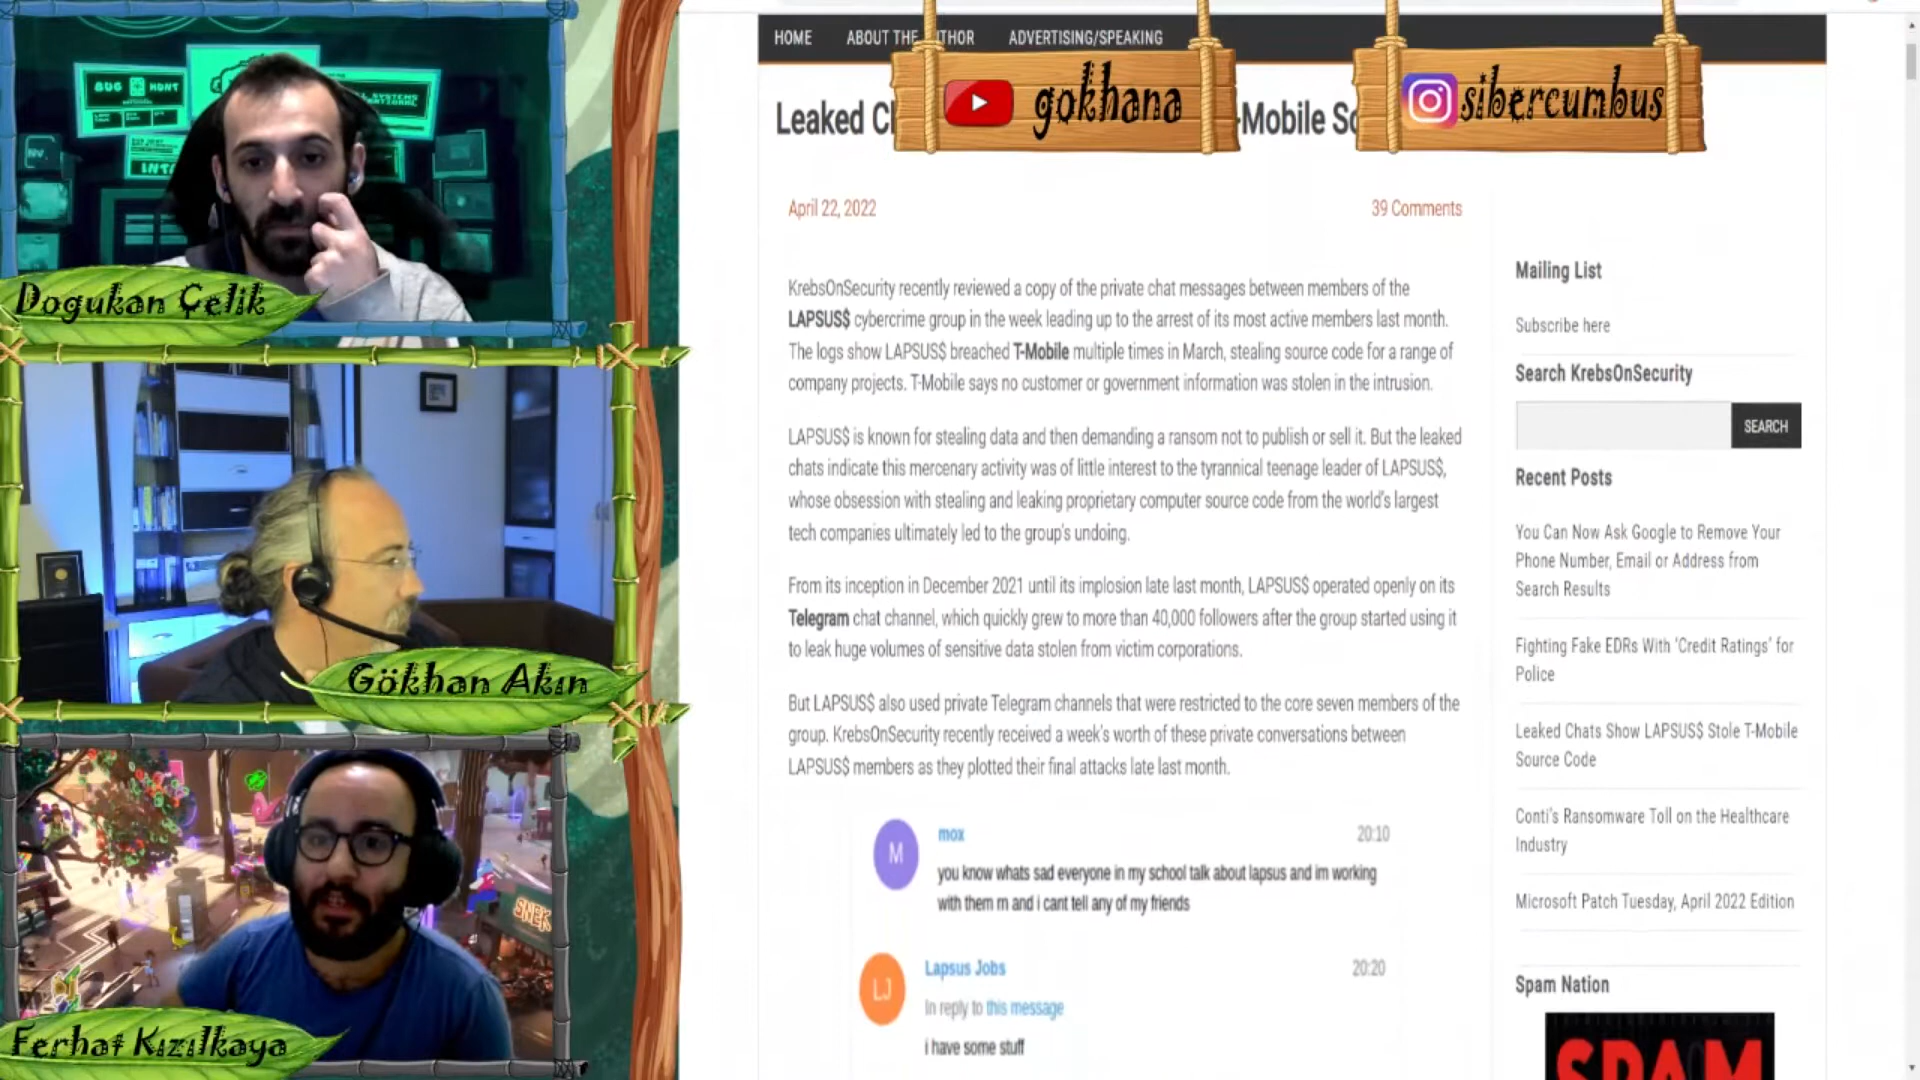 BUG HUNT
SYSTEMS
INTA
NV.
Dogukan Çelik
Gökhan Akın
SNEK
Ferhat Kızılkaya
HOME
ABOUT THE
THOR
ADVERTISING/SPEAKING
gokhana
sibercumbus
Leaked
-Mobile
April 22, 2022
39 Comments
KrebsOnSecurity recently reviewed a copy of the private chat messages between members of the
LAPSUS$ cybercrime group in the week leading up to the arrest of its most active members last month.
The logs show LAPSUS$ breached T-Mobile multiple times in March, stealing source code for a range of
company projects. T-Mobile says no customer or government information was stolen in the intrusion.
LAPSUS$ is known for stealing data and then demanding a ransom not to publish or sell it. But the leaked
chats indicate this mercenary activity was of little interest to the tyrannical teenage leader of LAPSUS$,
whose obsession with stealing and leaking proprietary computer source code from the world's largest
tech companies ultimately led to the group's undoing.
From its inception in December 2021 until its implosion late last month, LAPSUS$ operated openly on its
Telegram chat channel, which quickly grew to more than 40,000 followers after the group started using it
to leak huge volumes of sensitive data stolen from victim corporations.
But LAPSUS$ also used private Telegram channels that were restricted to the core seven members of the
group. KrebsOnSecurity recently received a week's worth of these private conversations between
LAPSUS$ members as they plotted their final attacks late last month.
M
mox
20:10
you know whats sad everyone in my school talk about lapsus and im working
with them rn and i cant tell any of my friends
LJ
Lapsus Jobs
20:20
In reply to this message
i have some stuff
Mailing List
Subscribe here
Search KrebsOnSecurity
SEARCH
Recent Posts
You Can Now Ask Google to Remove Your
Phone Number, Email or Address from
Search Results
Fighting Fake EDRs With 'Credit Ratings' for
Police
Leaked Chats Show LAPSUS$ Stole T-Mobile
Source Code
Conti's Ransomware Toll on the Healthcare
Industry
Microsoft Patch Tuesday, April 2022 Edition
Spam Nation
SPAM